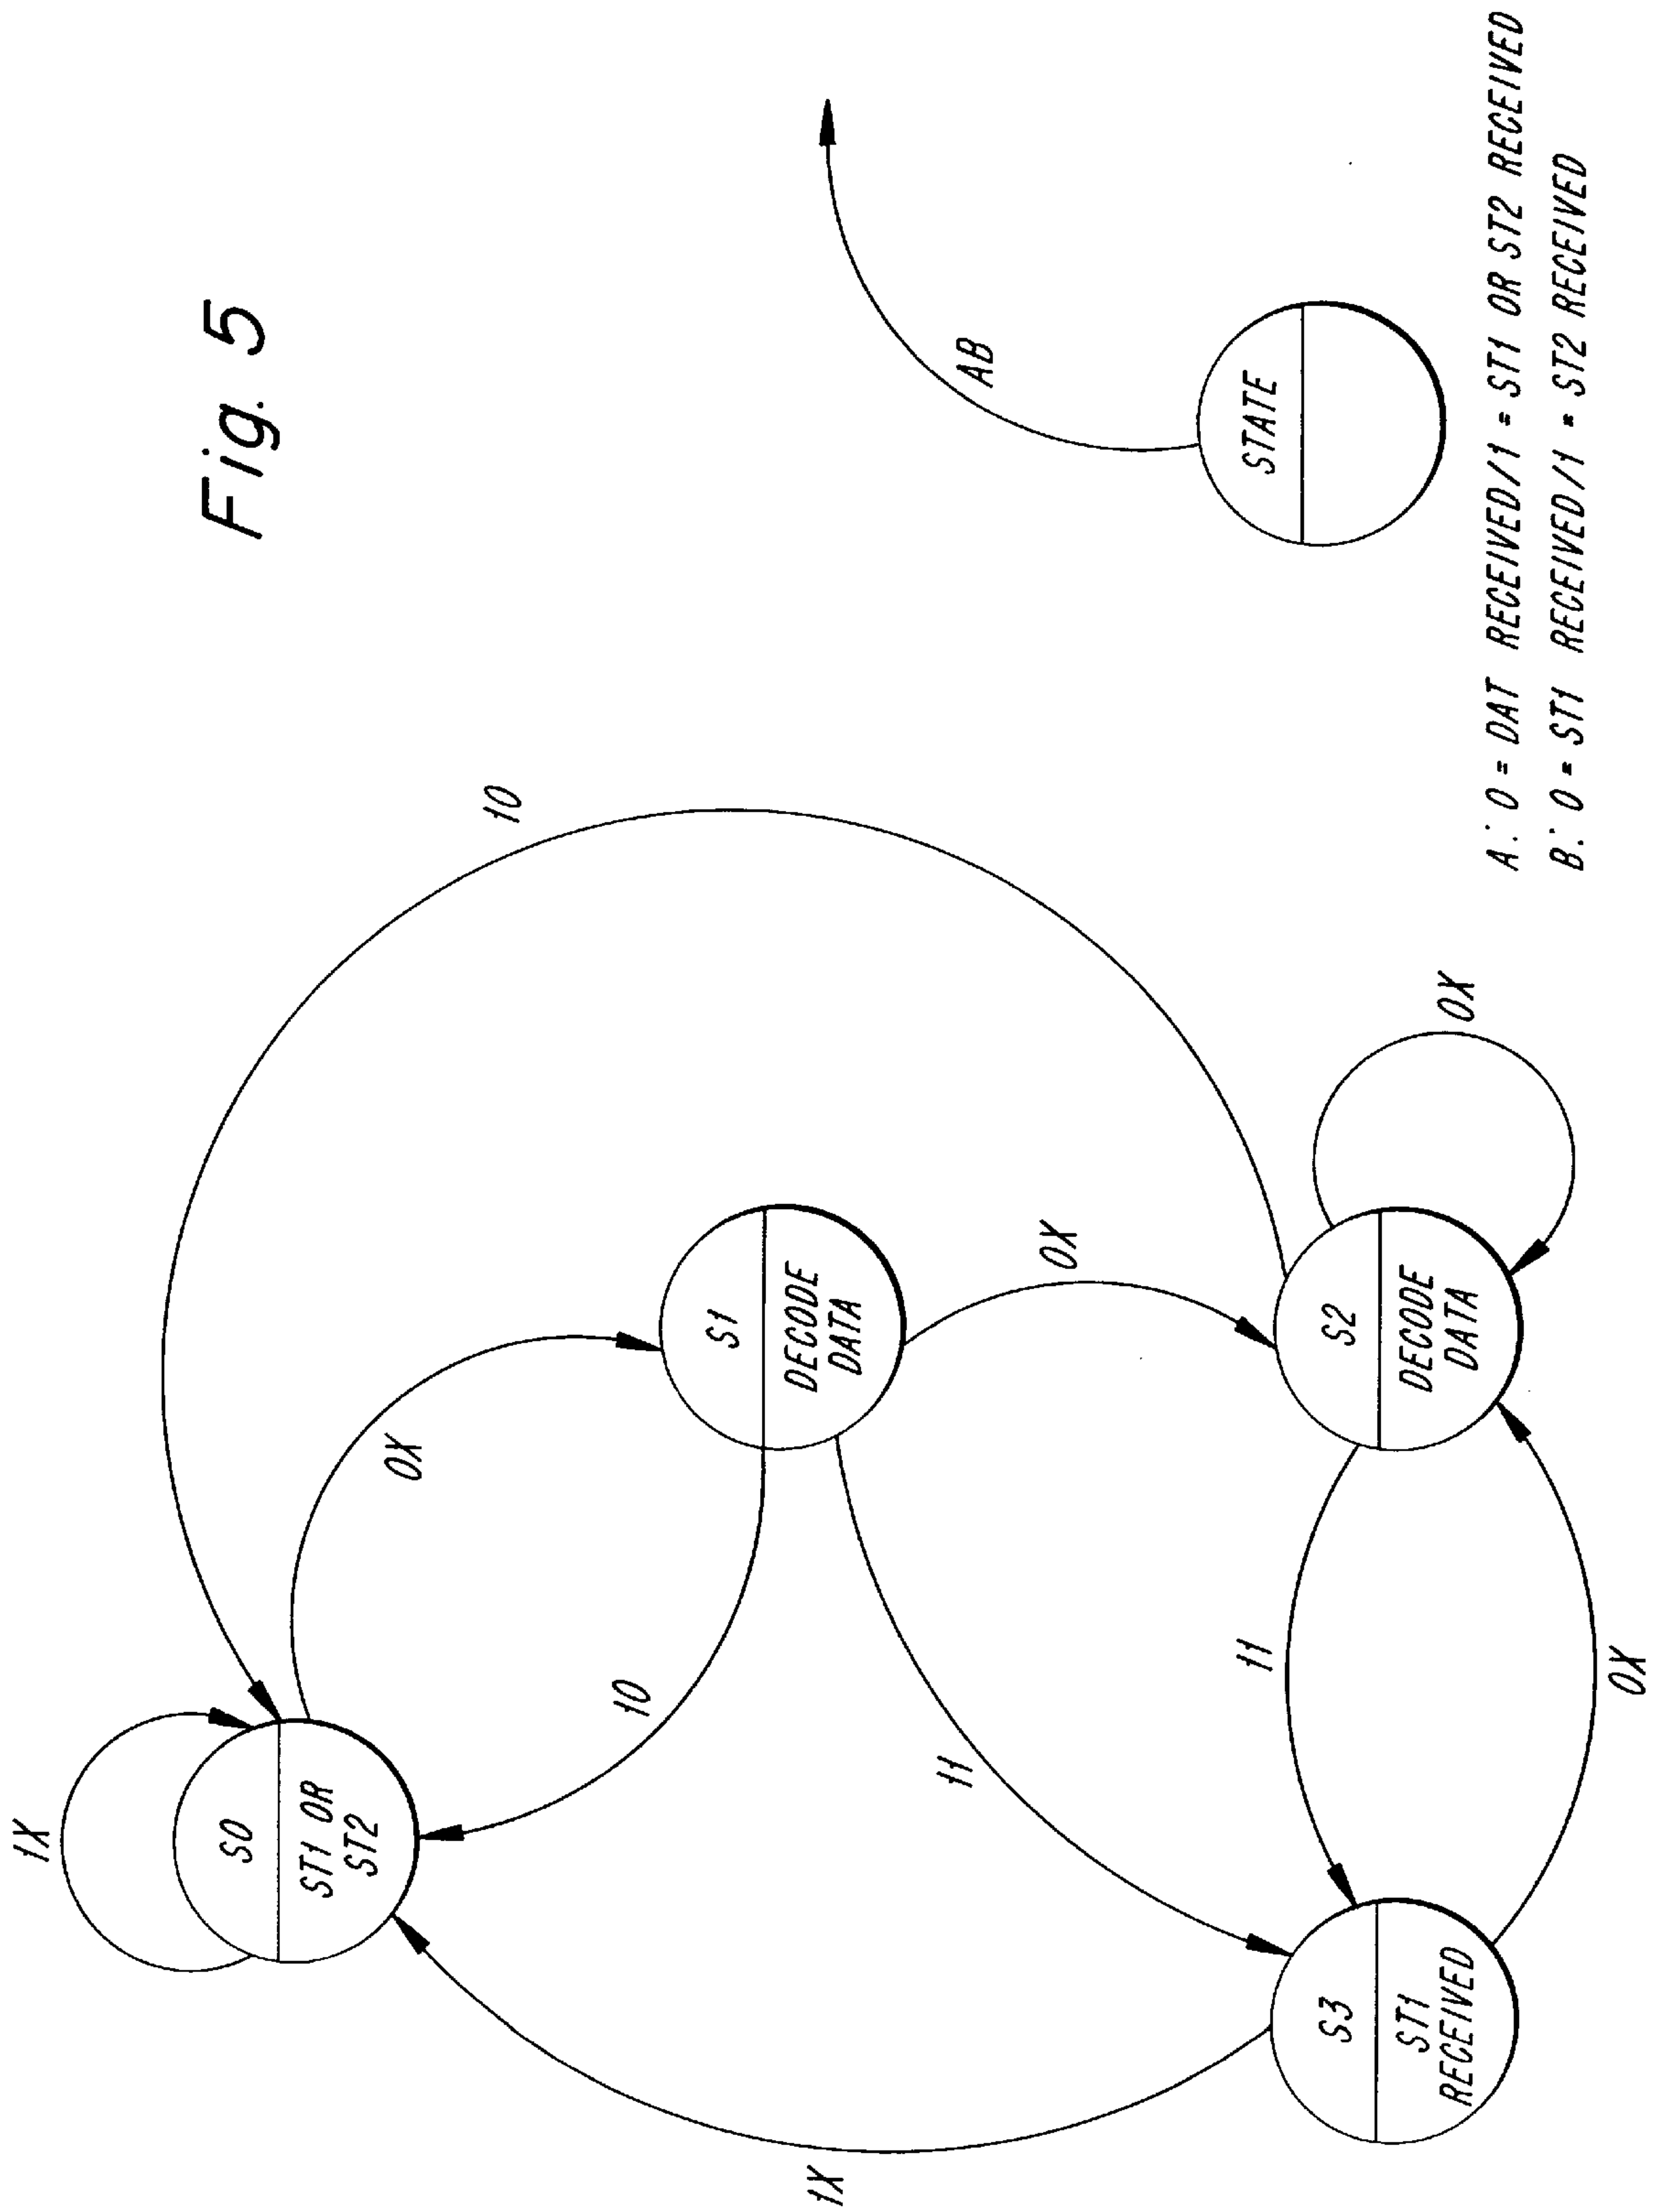 Fig. 5
1X
S0
ST1 OR
ST2
0X
10
10
S1
DECODE
DATA
0X
11
1X
S3
ST1
RECEIVED
11
0X
S2
DECODE
DATA
0X
AB
STATE
A: 0 = DAT RECEIVED/1 = ST1 OR ST2 RECEIVED
B: 0 = ST1 RECEIVED/1 = ST2 RECEIVED